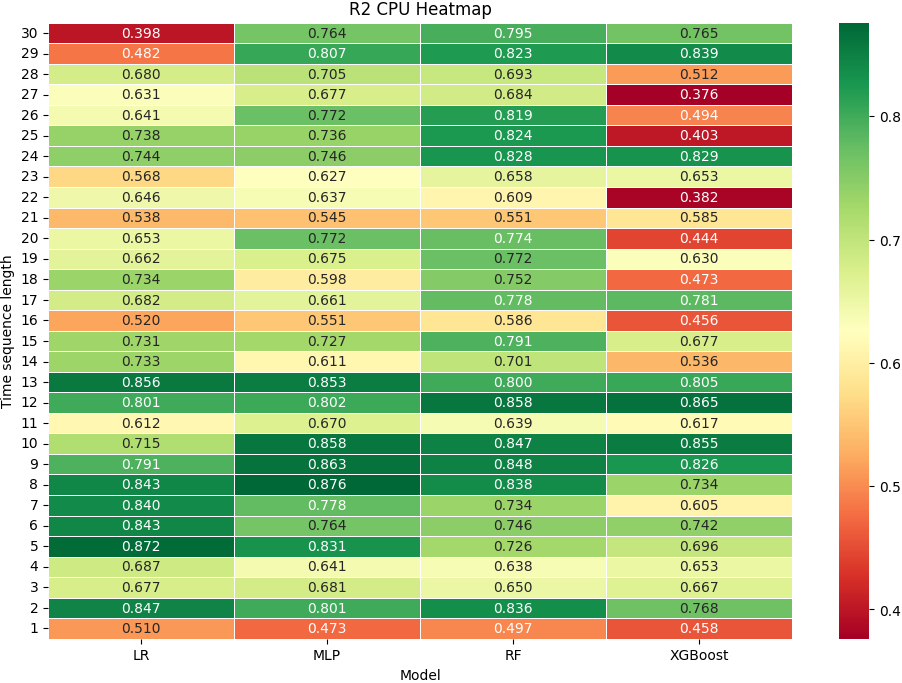 R2 CPU Heatmap
30 0.398 0.764 0.795 0.765
29 0.482 0.807 0.823 0.839
28 0.680 0.705 0.693 0.512
27 0.631 0.677 0.684 0.376
26 0.641 0.772 0.819 0.494
25 0.738 0.736 0.824 0.403
24 0.744 0.746 0.828 0.829
23 0.568 0.627 0.658 0.653
22 0.646 0.637 0.609 0.382
21 0.538 0.545 0.551 0.585
20 0.653 0.772 0.774 0.444
19 0.662 0.675 0.772 0.630
18 0.734 0.598 0.752 0.473
17 0.682 0.661 0.778 0.781
16 0.520 0.551 0.586 0.456
15 0.731 0.727 0.791 0.677
14 0.733 0.611 0.701 0.536
13 0.856 0.853 0.800 0.805
12 0.801 0.802 0.858 0.865
11 0.612 0.670 0.639 0.617
10 0.715 0.858 0.847 0.855
9 0.791 0.863 0.848 0.826
8 0.843 0.876 0.838 0.734
7 0.840 0.778 0.734 0.605
6 0.843 0.764 0.746 0.742
5 0.872 0.831 0.726 0.696
4 0.687 0.641 0.638 0.653
3 0.677 0.681 0.650 0.667
2 0.847 0.801 0.836 0.768
1 0.510 0.473 0.497 0.458
LR MLP RF XGBoost
Model
Time sequence length
0.8
0.7
0.6
0.5
0.4